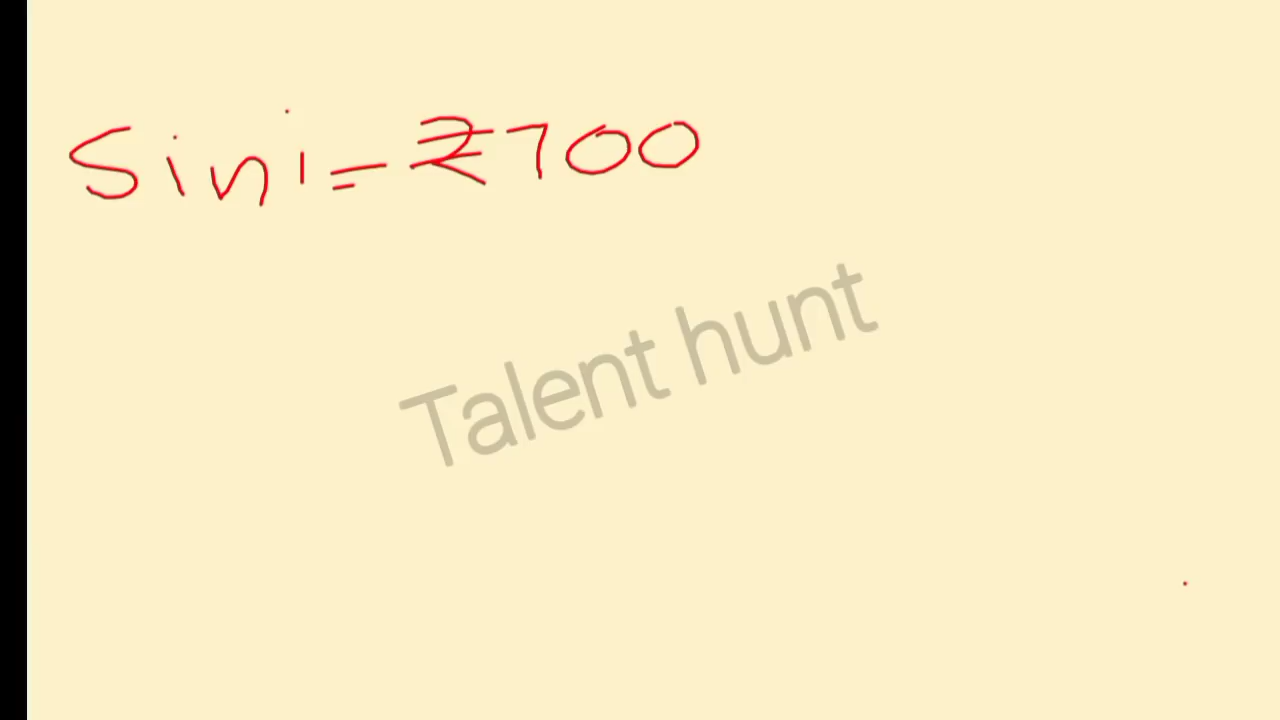 Sini = ₹700
Talent hunt